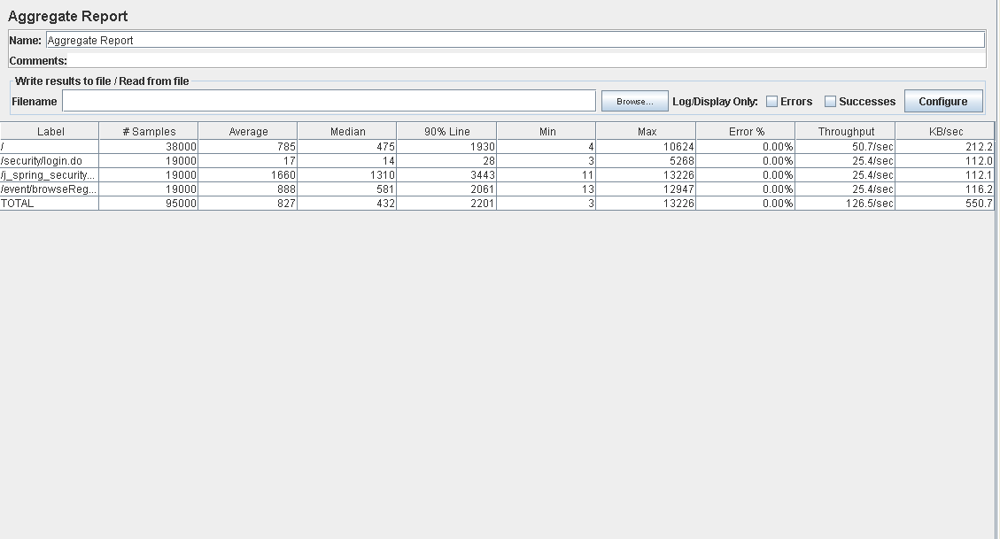 Aggregate Report
Name: Aggregate Report
Comments:
Write results to file / Read from file
Filename Browse... Log/Display Only: Errors Successes Configure
Label # Samples Average Median 90% Line Min Max Error % Throughput KB/sec
/ 38000 785 475 1930 4 10624 0.00% 50.7/sec 212.2
/security/login.do 19000 17 14 28 3 5268 0.00% 25.4/sec 112.0
/j_spring_security... 19000 1660 1310 3443 11 13226 0.00% 25.4/sec 112.1
/event/browseReg... 19000 888 581 2061 13 12947 0.00% 25.4/sec 116.2
TOTAL 95000 827 432 2201 3 13226 0.00% 126.5/sec 550.7